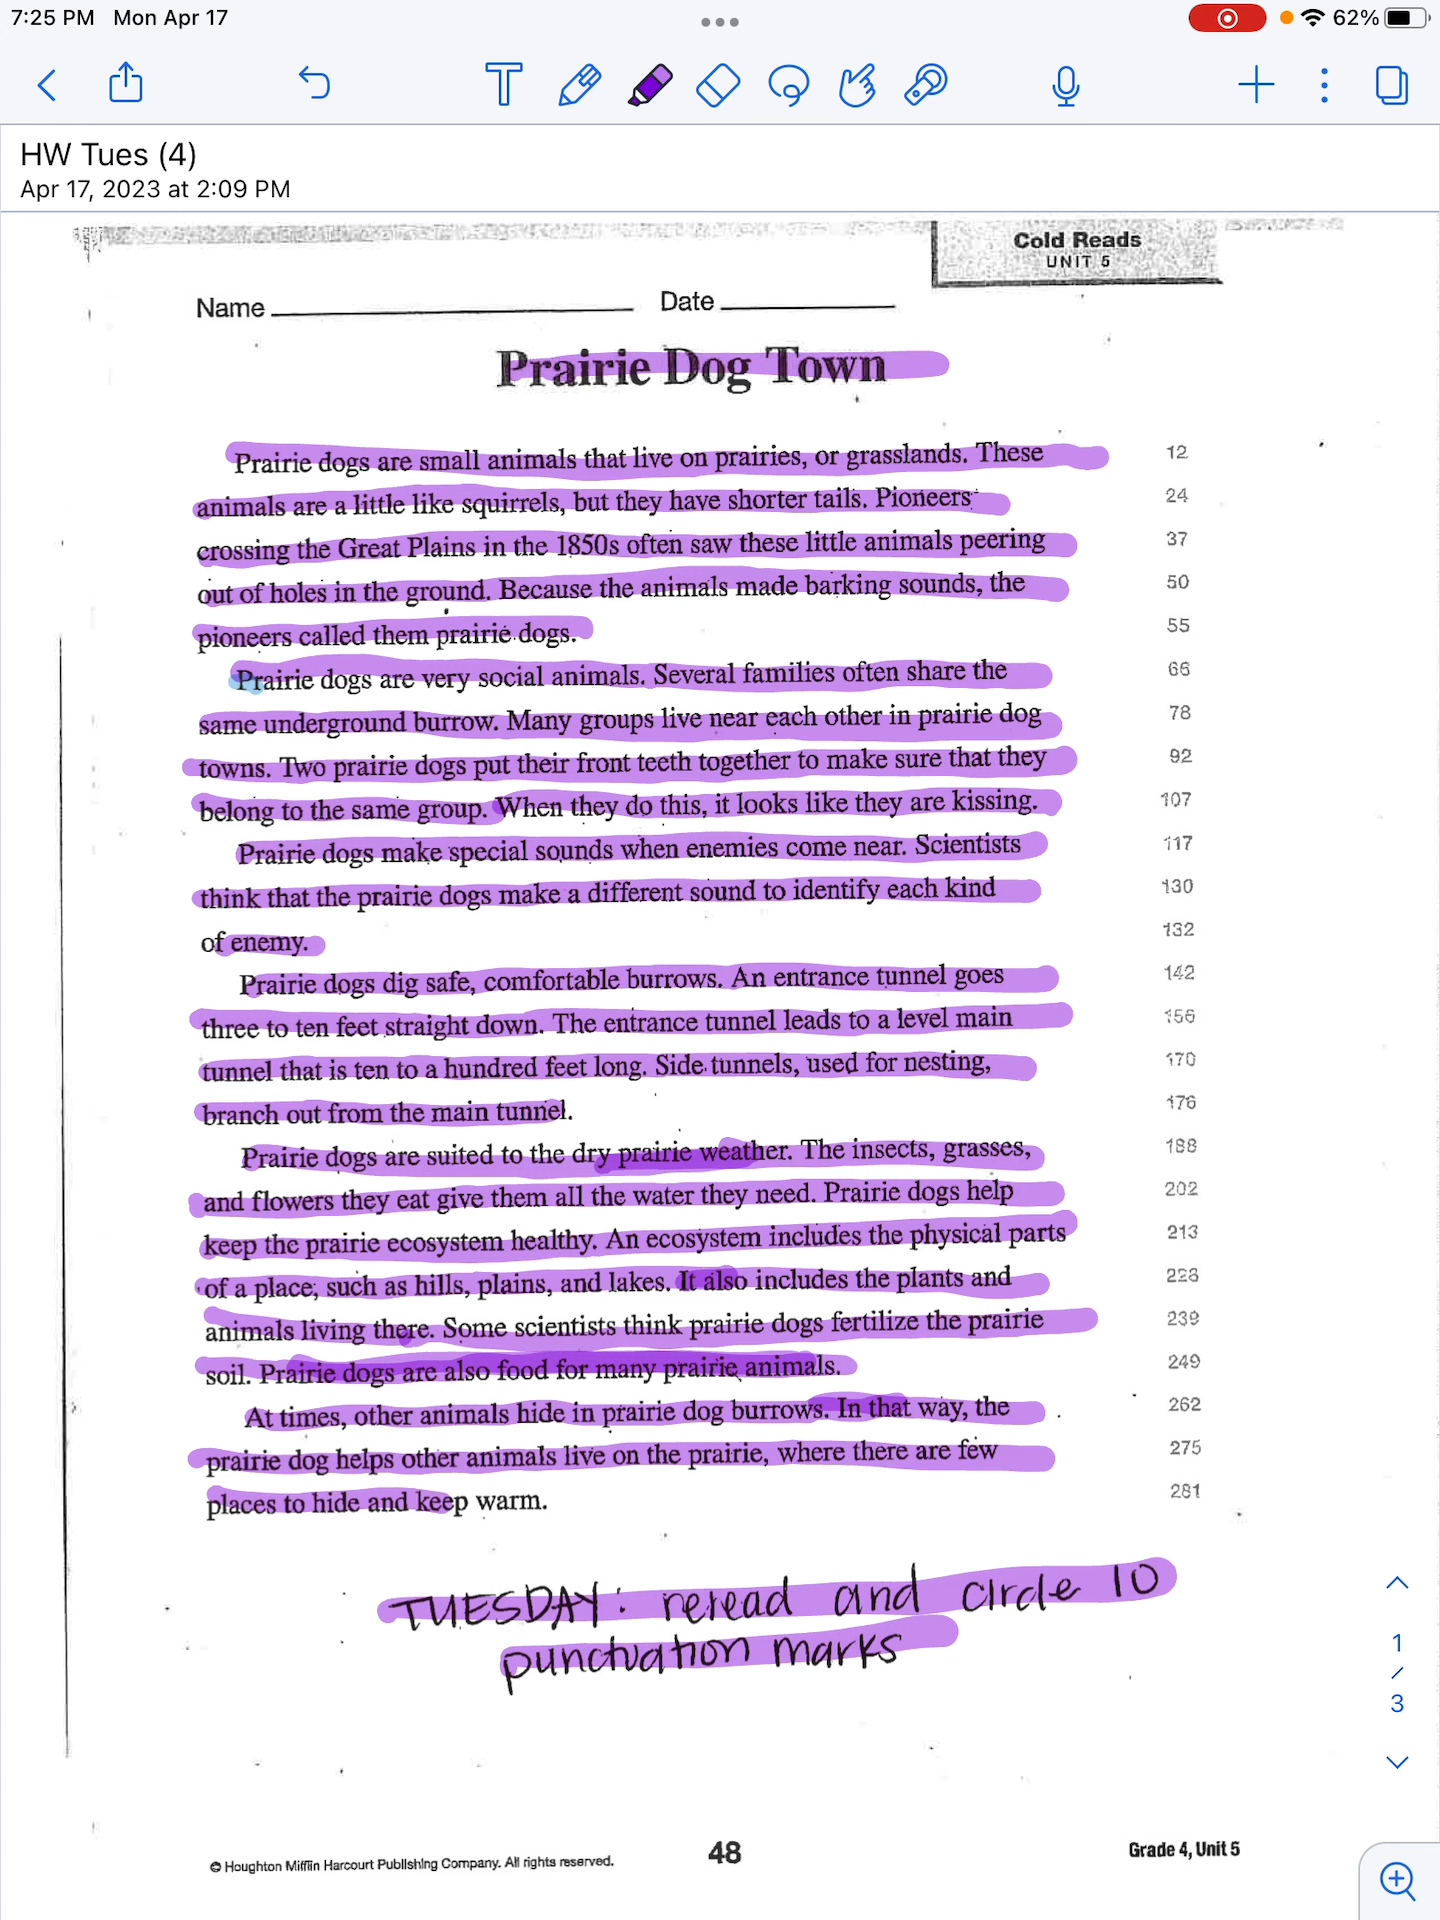 7:25 PM Mon Apr 17
62%
HW Tues (4)
Apr 17, 2023 at 2:09 PM
Cold Reads
UNIT 5
Name
Date
Prairie Dog Town
Prairie dogs are small animals that live on prairies, or grasslands. These 12
animals are a little like squirrels, but they have shorter tails. Pioneers 24
crossing the Great Plains in the 1850s often saw these little animals peering 37
out of holes in the ground. Because the animals made barking sounds, the 50
pioneers called them prairie dogs. 55
Prairie dogs are very social animals. Several families often share the 66
same underground burrow. Many groups live near each other in prairie dog 78
towns. Two prairie dogs put their front teeth together to make sure that they 92
belong to the same group. When they do this, it looks like they are kissing. 107
Prairie dogs make special sounds when enemies come near. Scientists 117
think that the prairie dogs make a different sound to identify each kind 130
of enemy. 132
Prairie dogs dig safe, comfortable burrows. An entrance tunnel goes 142
three to ten feet straight down. The entrance tunnel leads to a level main 156
tunnel that is ten to a hundred feet long. Side tunnels, used for nesting, 170
branch out from the main tunnel. 176
Prairie dogs are suited to the dry prairie weather. The insects, grasses, 188
and flowers they eat give them all the water they need. Prairie dogs help 202
keep the prairie ecosystem healthy. An ecosystem includes the physical parts 213
of a place, such as hills, plains, and lakes. It also includes the plants and 228
animals living there. Some scientists think prairie dogs fertilize the prairie 239
soil. Prairie dogs are also food for many prairie animals. 249
At times, other animals hide in prairie dog burrows. In that way, the 262
prairie dog helps other animals live on the prairie, where there are few 275
places to hide and keep warm. 281
TUESDAY: reread and circle 10
punctuation marks
1
/
3
© Houghton Mifflin Harcourt Publishing Company. All rights reserved.
48
Grade 4, Unit 5